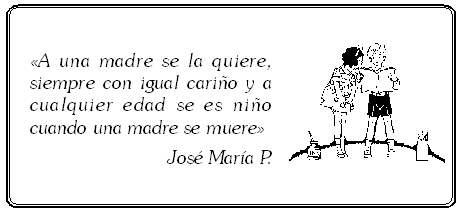 «A una madre se la quiere,
siempre con igual cariño y a
cualquier edad se es niño
cuando una madre se muere»
José María P.